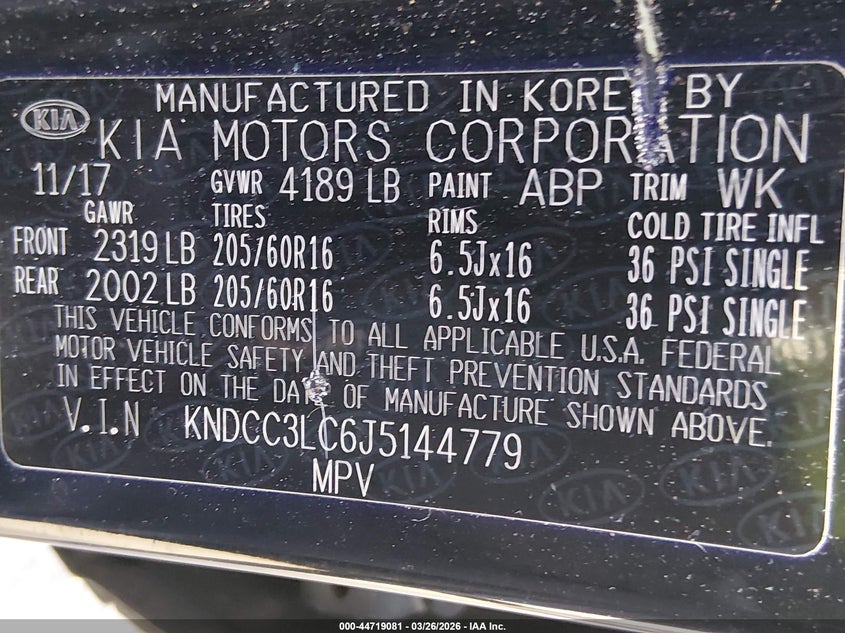 MANUFACTURED IN KOREA BY
KIA KIA MOTORS CORPORATION
11/17 GVWR 4189 LB PAINT ABP TRIM WK
GAWR TIRES RIMS COLD TIRE INFL
FRONT 2319 LB 205/60R16 6.5Jx16 36 PSI SINGLE
REAR 2002 LB 205/60R16 6.5Jx16 36 PSI SINGLE
THIS VEHICLE CONFORMS TO ALL APPLICABLE U.S.A. FEDERAL
MOTOR VEHICLE SAFETY AND THEFT PREVENTION STANDARDS
IN EFFECT ON THE DATE OF MANUFACTURE SHOWN ABOVE.
V.I.N KNDCC3LC6J5144779
MPV
000-44719081 - 03/26/2026 - IAA Inc.